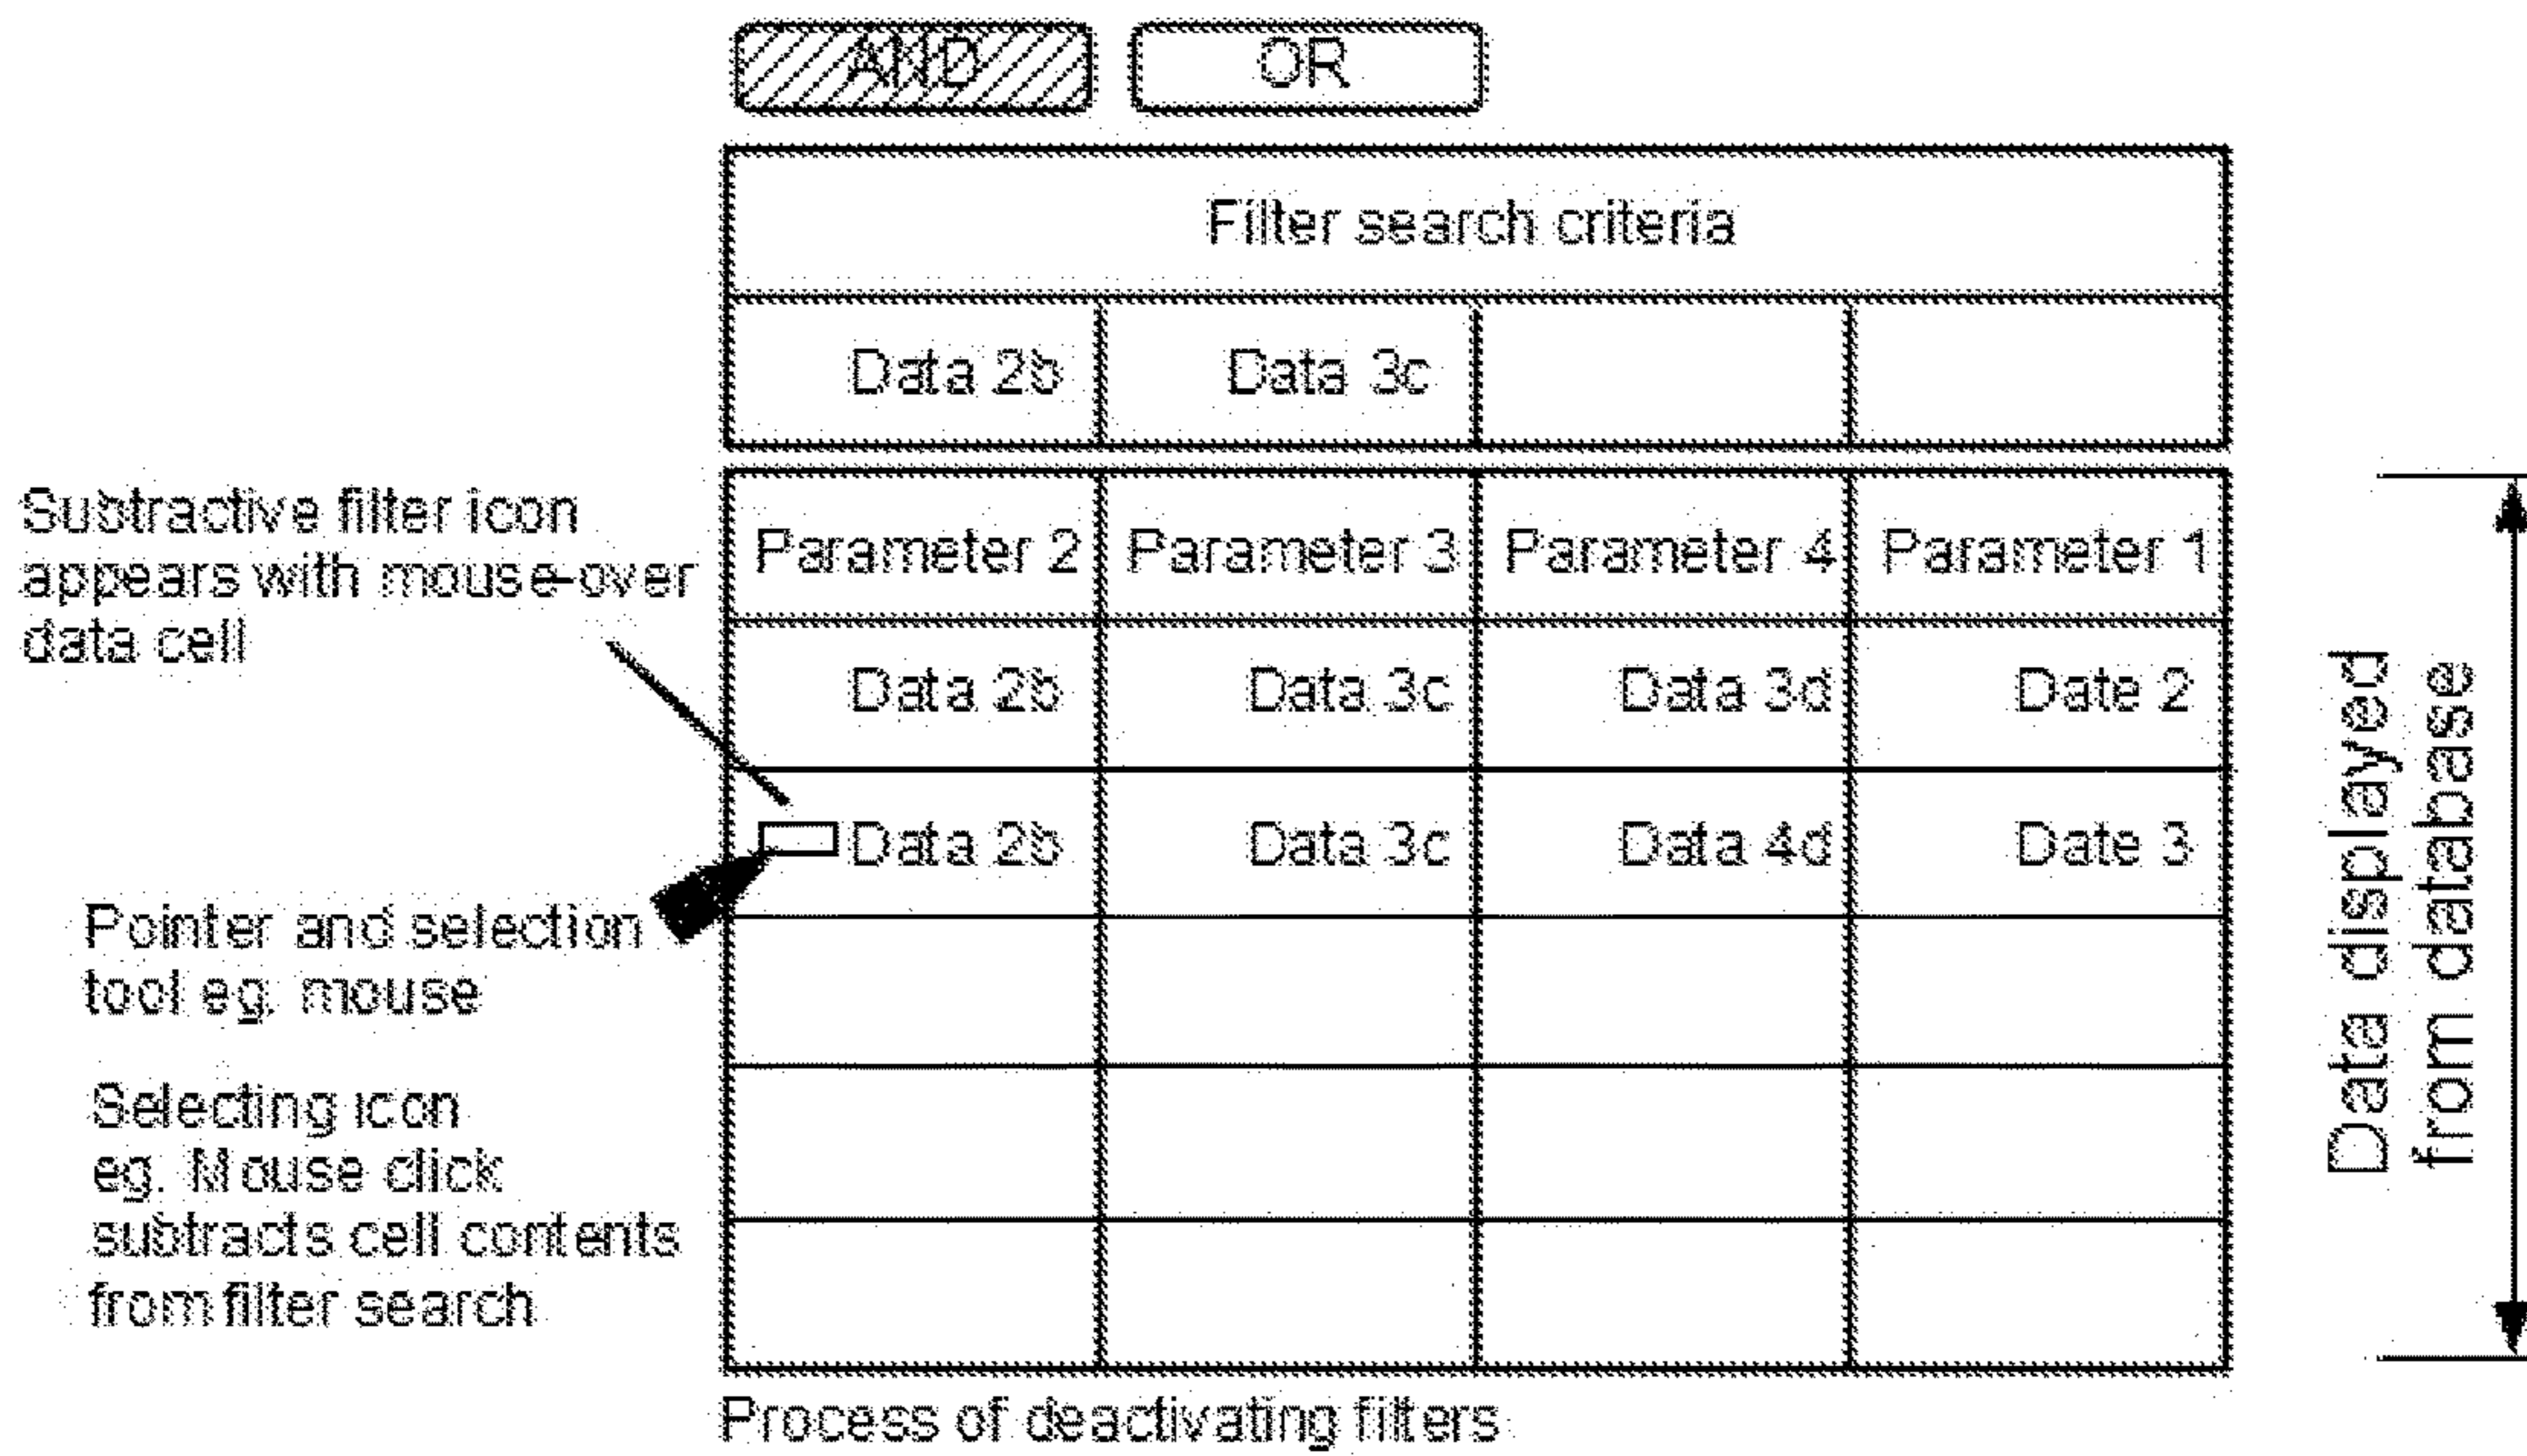 AND OR
Filter search criteria
Data 2b Data 3c
Subtractive filter icon
appears with mouse-over
data cell
Parameter 2 Parameter 3 Parameter 4 Parameter 1
Data 2b Data 3c Data 3d Date 2
Data 2b Data 3c Data 4d Date 3
Pointer and selection
tool eg. mouse
Selecting icon
eg. Mouse click
subtracts cell contents
from filter search
Data displayed
from database
Process of deactivating filters